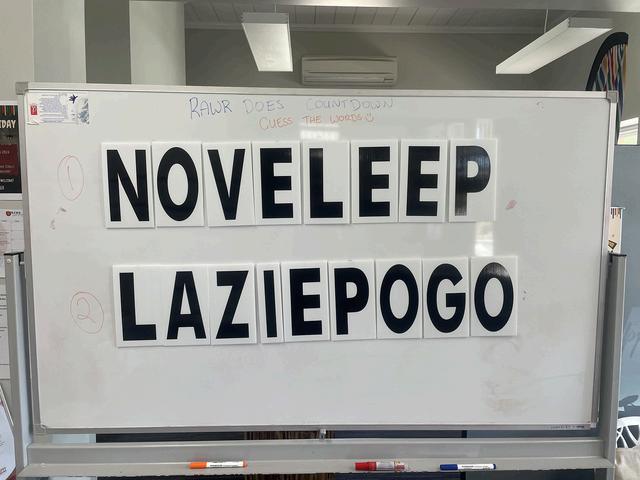 RAWR DOES COUNTDOWN
GUESS THE WORDS
1
NOVELEEP
2
LAZIEPOGO